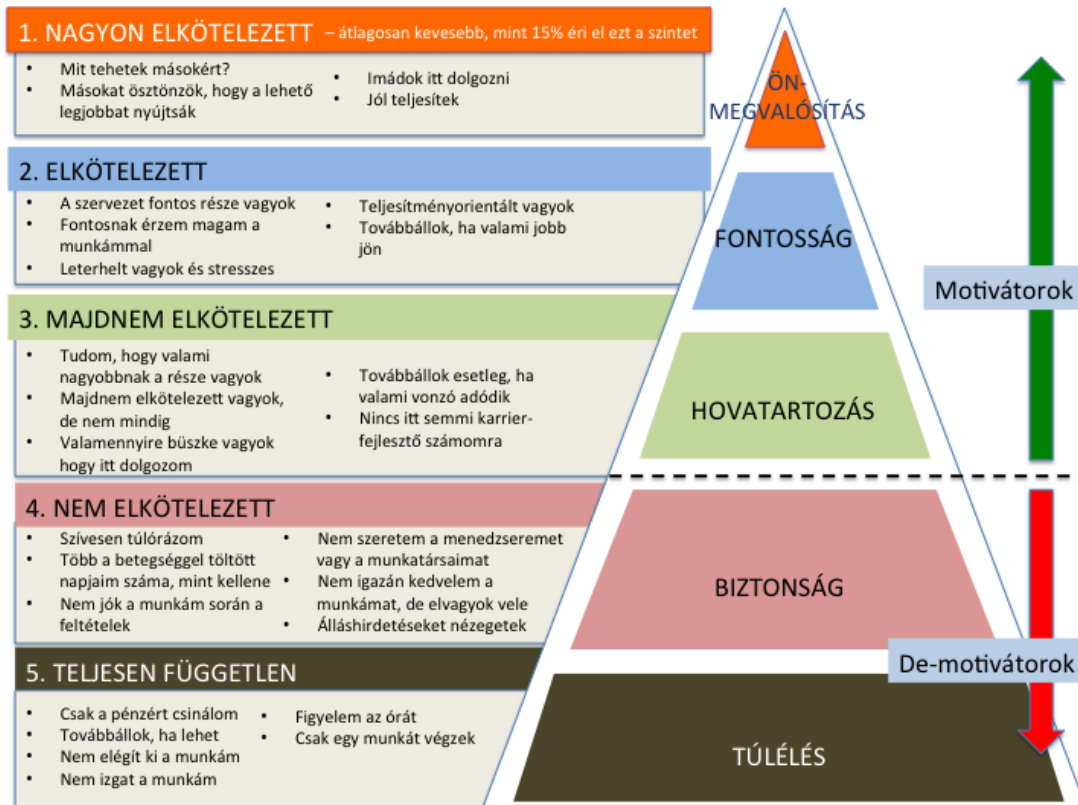 1. NAGYON ELKÖTELEZETT – átlagosan kevesebb, mint 15% éri el ezt a szintet
• Mit tehetek másokért?
• Másokat ösztönzök, hogy a lehető
legjobbat nyújtsák
• Imádok itt dolgozni
• Jól teljesítek
ÖN-
MEGVALÓSÍTÁS
2. ELKÖTELEZETT
• A szervezet fontos része vagyok
• Fontosnak érzem magam a
munkámmal
• Leterhelt vagyok és stresszes
• Teljesítményorientált vagyok
• Továbbállok, ha valami jobb
jön
FONTOSSÁG
Motivátorok
3. MAJDNEM ELKÖTELEZETT
• Tudom, hogy valami
nagyobbnak a része vagyok
• Majdnem elkötelezett vagyok,
de nem mindig
• Valamennyire büszke vagyok
hogy itt dolgozom
• Továbbállok esetleg, ha
valami vonzó adódik
• Nincs itt semmi karrier-
fejlesztő számomra
HOVATARTOZÁS
4. NEM ELKÖTELEZETT
• Szívesen túlórázom
• Több a betegséggel töltött
napjaim száma, mint kellene
• Nem jók a munkám során a
feltételek
• Nem szeretem a menedzseremet
vagy a munkatársaimat
• Nem igazán kedvelem a
munkámat, de elvagyok vele
• Álláshirdetéseket nézegetek
BIZTONSÁG
De-motivátorok
5. TELJESEN FÜGGETLEN
• Csak a pénzért csinálom
• Továbbállok, ha lehet
• Nem elégít ki a munkám
• Nem izgat a munkám
• Figyelem az órát
• Csak egy munkát végzek
TÚLÉLÉS